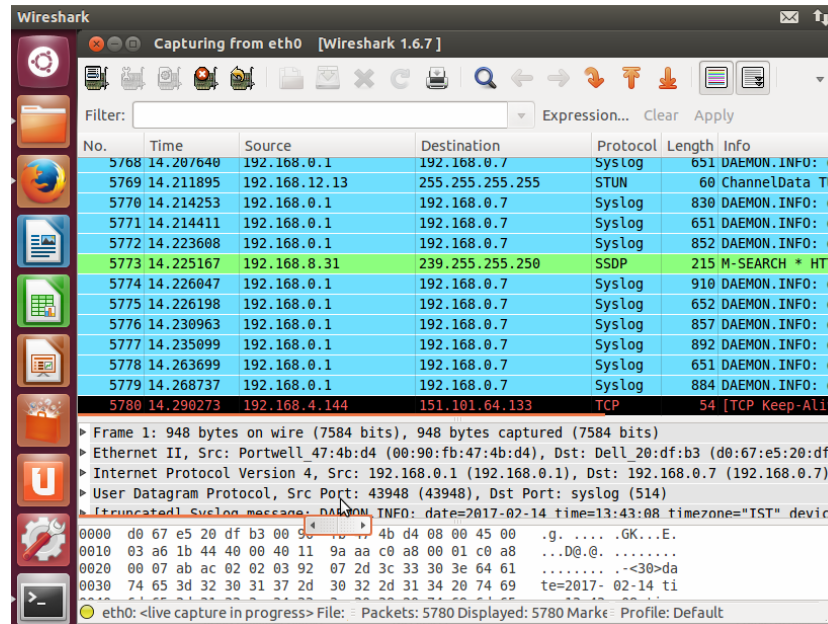 Wireshark
Capturing from eth0 [Wireshark 1.6.7 ]
Filter: Expression... Clear Apply
No. Time Source Destination Protocol Length Info
5768 14.207640 192.168.0.1 192.168.0.7 Syslog 651 DAEMON.INFO:
5769 14.211895 192.168.12.13 255.255.255.255 STUN 60 ChannelData T
5770 14.214253 192.168.0.1 192.168.0.7 Syslog 830 DAEMON.INFO:
5771 14.214411 192.168.0.1 192.168.0.7 Syslog 651 DAEMON.INFO:
5772 14.223608 192.168.0.1 192.168.0.7 Syslog 852 DAEMON.INFO:
5773 14.225167 192.168.8.31 239.255.255.250 SSDP 215 M-SEARCH * HT
5774 14.226047 192.168.0.1 192.168.0.7 Syslog 910 DAEMON.INFO:
5775 14.226198 192.168.0.1 192.168.0.7 Syslog 652 DAEMON.INFO:
5776 14.230963 192.168.0.1 192.168.0.7 Syslog 857 DAEMON.INFO:
5777 14.235099 192.168.0.1 192.168.0.7 Syslog 892 DAEMON.INFO:
5778 14.263699 192.168.0.1 192.168.0.7 Syslog 651 DAEMON.INFO:
5779 14.268737 192.168.0.1 192.168.0.7 Syslog 884 DAEMON.INFO:
5780 14.290273 192.168.4.144 151.101.64.133 TCP 54 [TCP Keep-Ali
Frame 1: 948 bytes on wire (7584 bits), 948 bytes captured (7584 bits)
Ethernet II, Src: Portwell_47:4b:d4 (00:90:fb:47:4b:d4), Dst: Dell_20:df:b3 (d0:67:e5:20:df
Internet Protocol Version 4, Src: 192.168.0.1 (192.168.0.1), Dst: 192.168.0.7 (192.168.0.7)
User Datagram Protocol, Src Port: 43948 (43948), Dst Port: syslog (514)
[truncated] Syslog message: DAEMON.INFO: date=2017-02-14 time=13:43:08 timezone="IST" devic
0000 d0 67 e5 20 df b3 00 4b d4 08 00 45 00 .g. .... .GK...E.
0010 03 a6 1b 44 40 00 40 11 9a aa c0 a8 00 01 c0 a8 ...D@.@. ........
0020 00 07 ab ac 02 02 03 92 07 2d 3c 33 30 3e 64 61 ........ .-<30>da
0030 74 65 3d 32 30 31 37 2d 30 32 2d 31 34 20 74 69 te=2017- 02-14 ti
eth0: <live capture in progress> File: Packets: 5780 Displayed: 5780 Marke Profile: Default